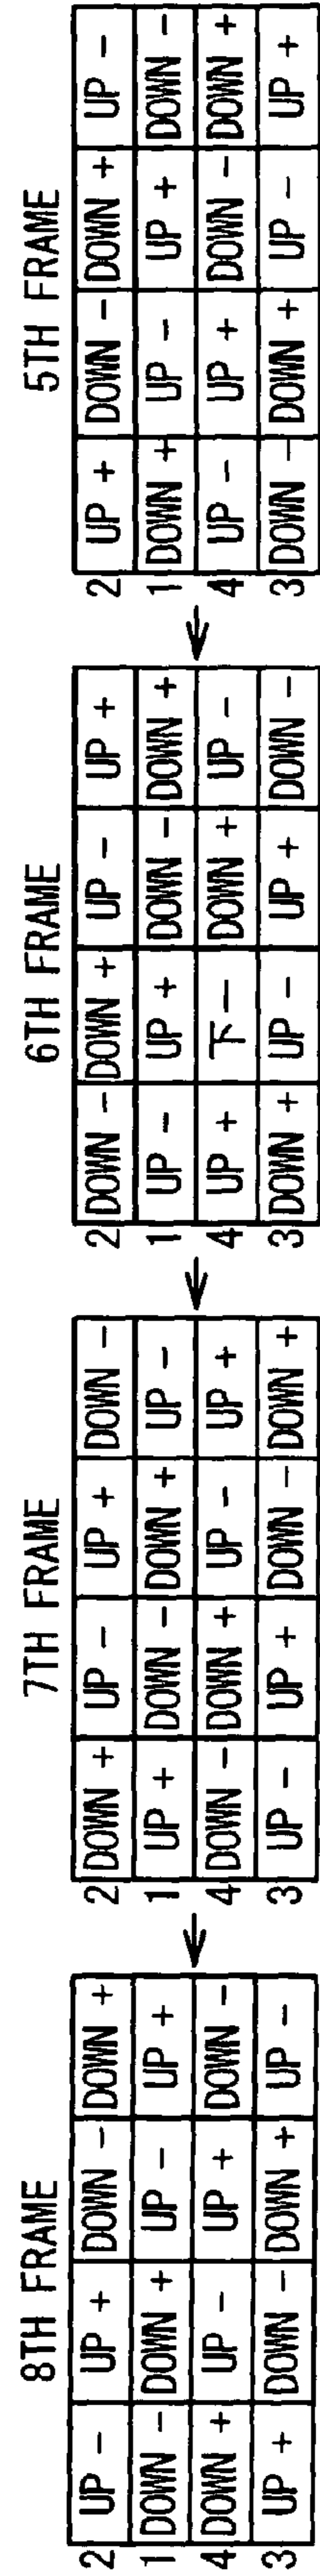 5TH FRAME
2 UP + DOWN − DOWN + UP −
1 DOWN + UP − UP + DOWN −
4 UP − UP + DOWN − DOWN +
3 DOWN − DOWN + UP − UP +
6TH FRAME
2 DOWN − DOWN + UP − UP +
1 UP − UP + DOWN − DOWN +
4 UP + 下 − DOWN + UP −
3 DOWN + UP − UP + DOWN −
7TH FRAME
2 DOWN + UP − UP + DOWN −
1 UP + DOWN − DOWN + UP −
4 DOWN − DOWN + UP − UP +
3 UP − UP + DOWN − DOWN +
8TH FRAME
2 UP − UP + DOWN − DOWN +
1 DOWN − DOWN + UP − UP +
4 DOWN + UP − UP + DOWN −
3 UP + DOWN − DOWN + UP −